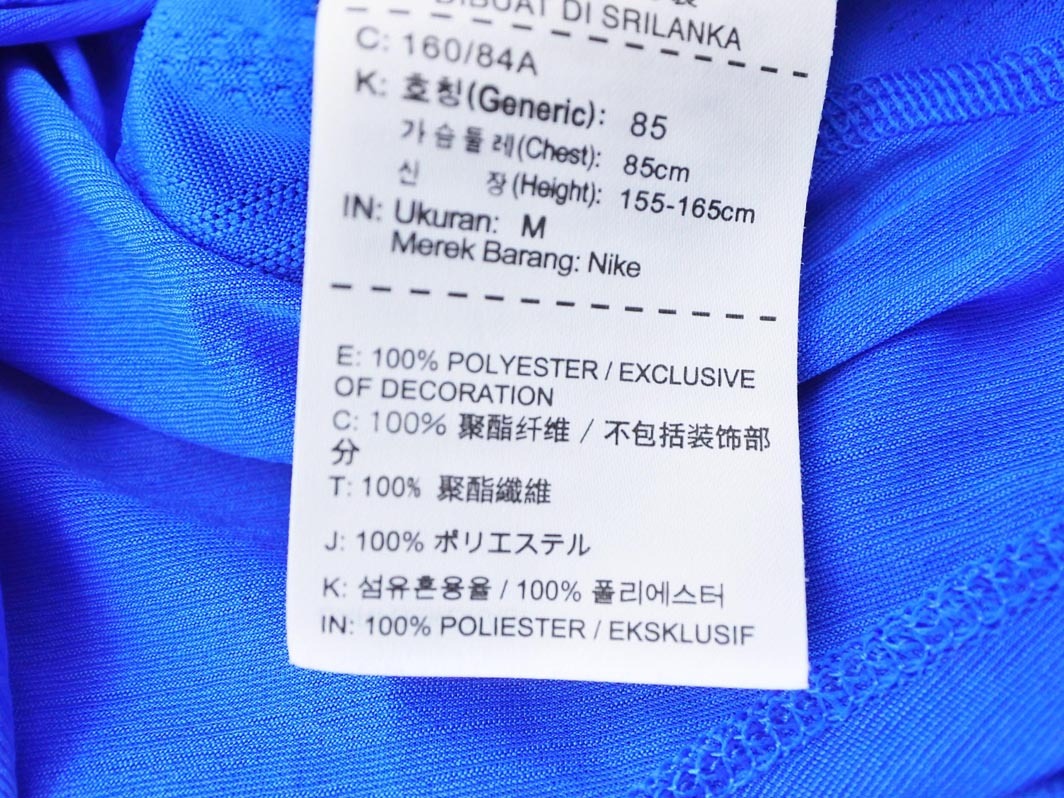 DIBUAT DI SRILANKA
C: 160/84A
K: 호칭(Generic): 85
가슴둘레(Chest): 85cm
신 장(Height): 155-165cm
IN: Ukuran: M
Merek Barang: Nike
E: 100% POLYESTER / EXCLUSIVE
OF DECORATION
C: 100% 聚酯纤维 / 不包括装饰部
分
T: 100% 聚酯纖維
J: 100% ポリエステル
K: 섬유혼용율 / 100% 폴리에스터
IN: 100% POLIESTER / EKSKLUSIF